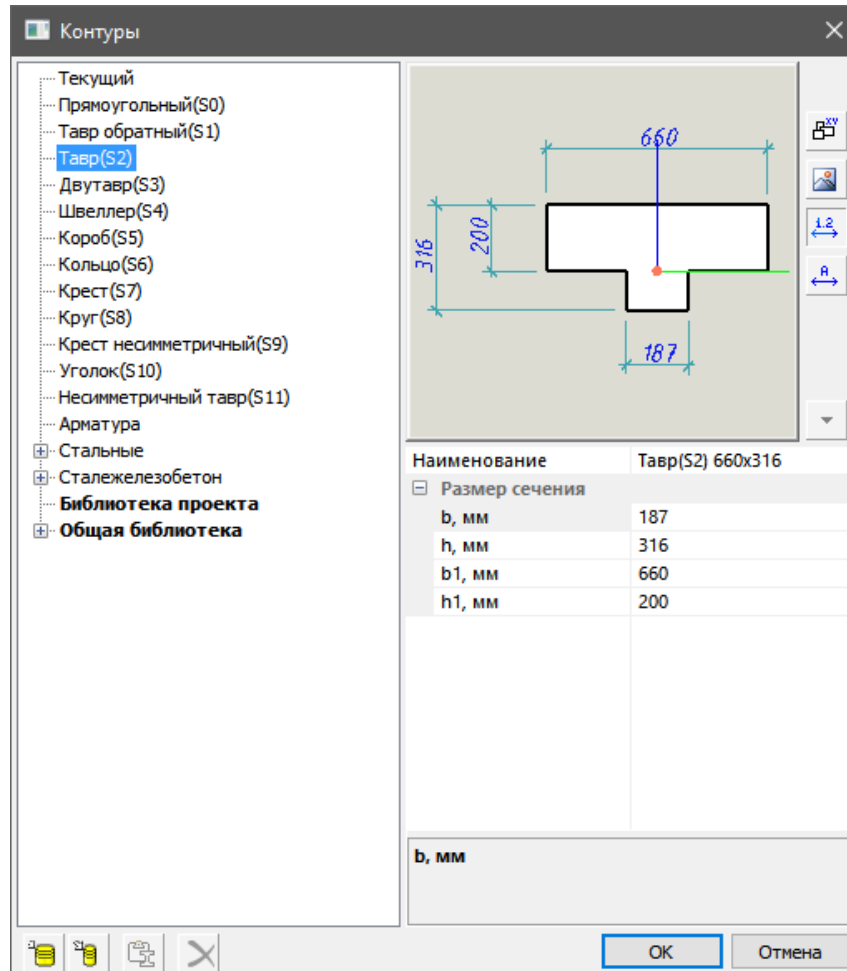 Контуры
Текущий
Прямоугольный(S0)
Тавр обратный(S1)
Тавр(S2)
Двутавр(S3)
Швеллер(S4)
Короб(S5)
Кольцо(S6)
Крест(S7)
Круг(S8)
Крест несимметричный(S9)
Уголок(S10)
Несимметричный тавр(S11)
Арматура
Стальные
Сталежелезобетон
Библиотека проекта
Общая библиотека
660
316
200
187
XY
1.2
A
Наименование Тавр(S2) 660x316
Размер сечения
b, мм 187
h, мм 316
b1, мм 660
h1, мм 200
b, мм
OK Отмена